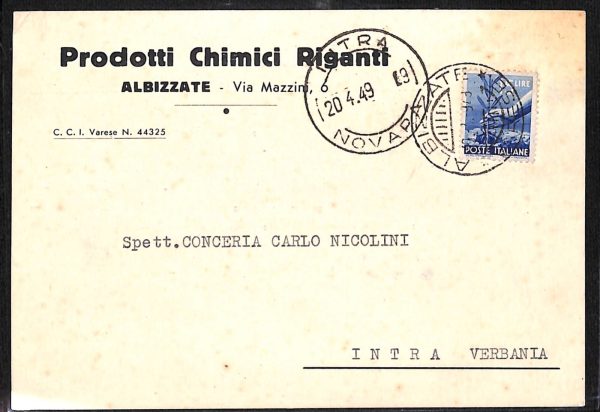 Prodotti Chimici Riganti
ALBIZZATE - Via Mazzini, 6
C. C. I. Varese N. 44325
INTRA
20.4.49
NOVARA
ALBIZZATE
LIRE
POSTE ITALIANE
Spett.CONCERIA CARLO NICOLINI
INTRA VERBANIA